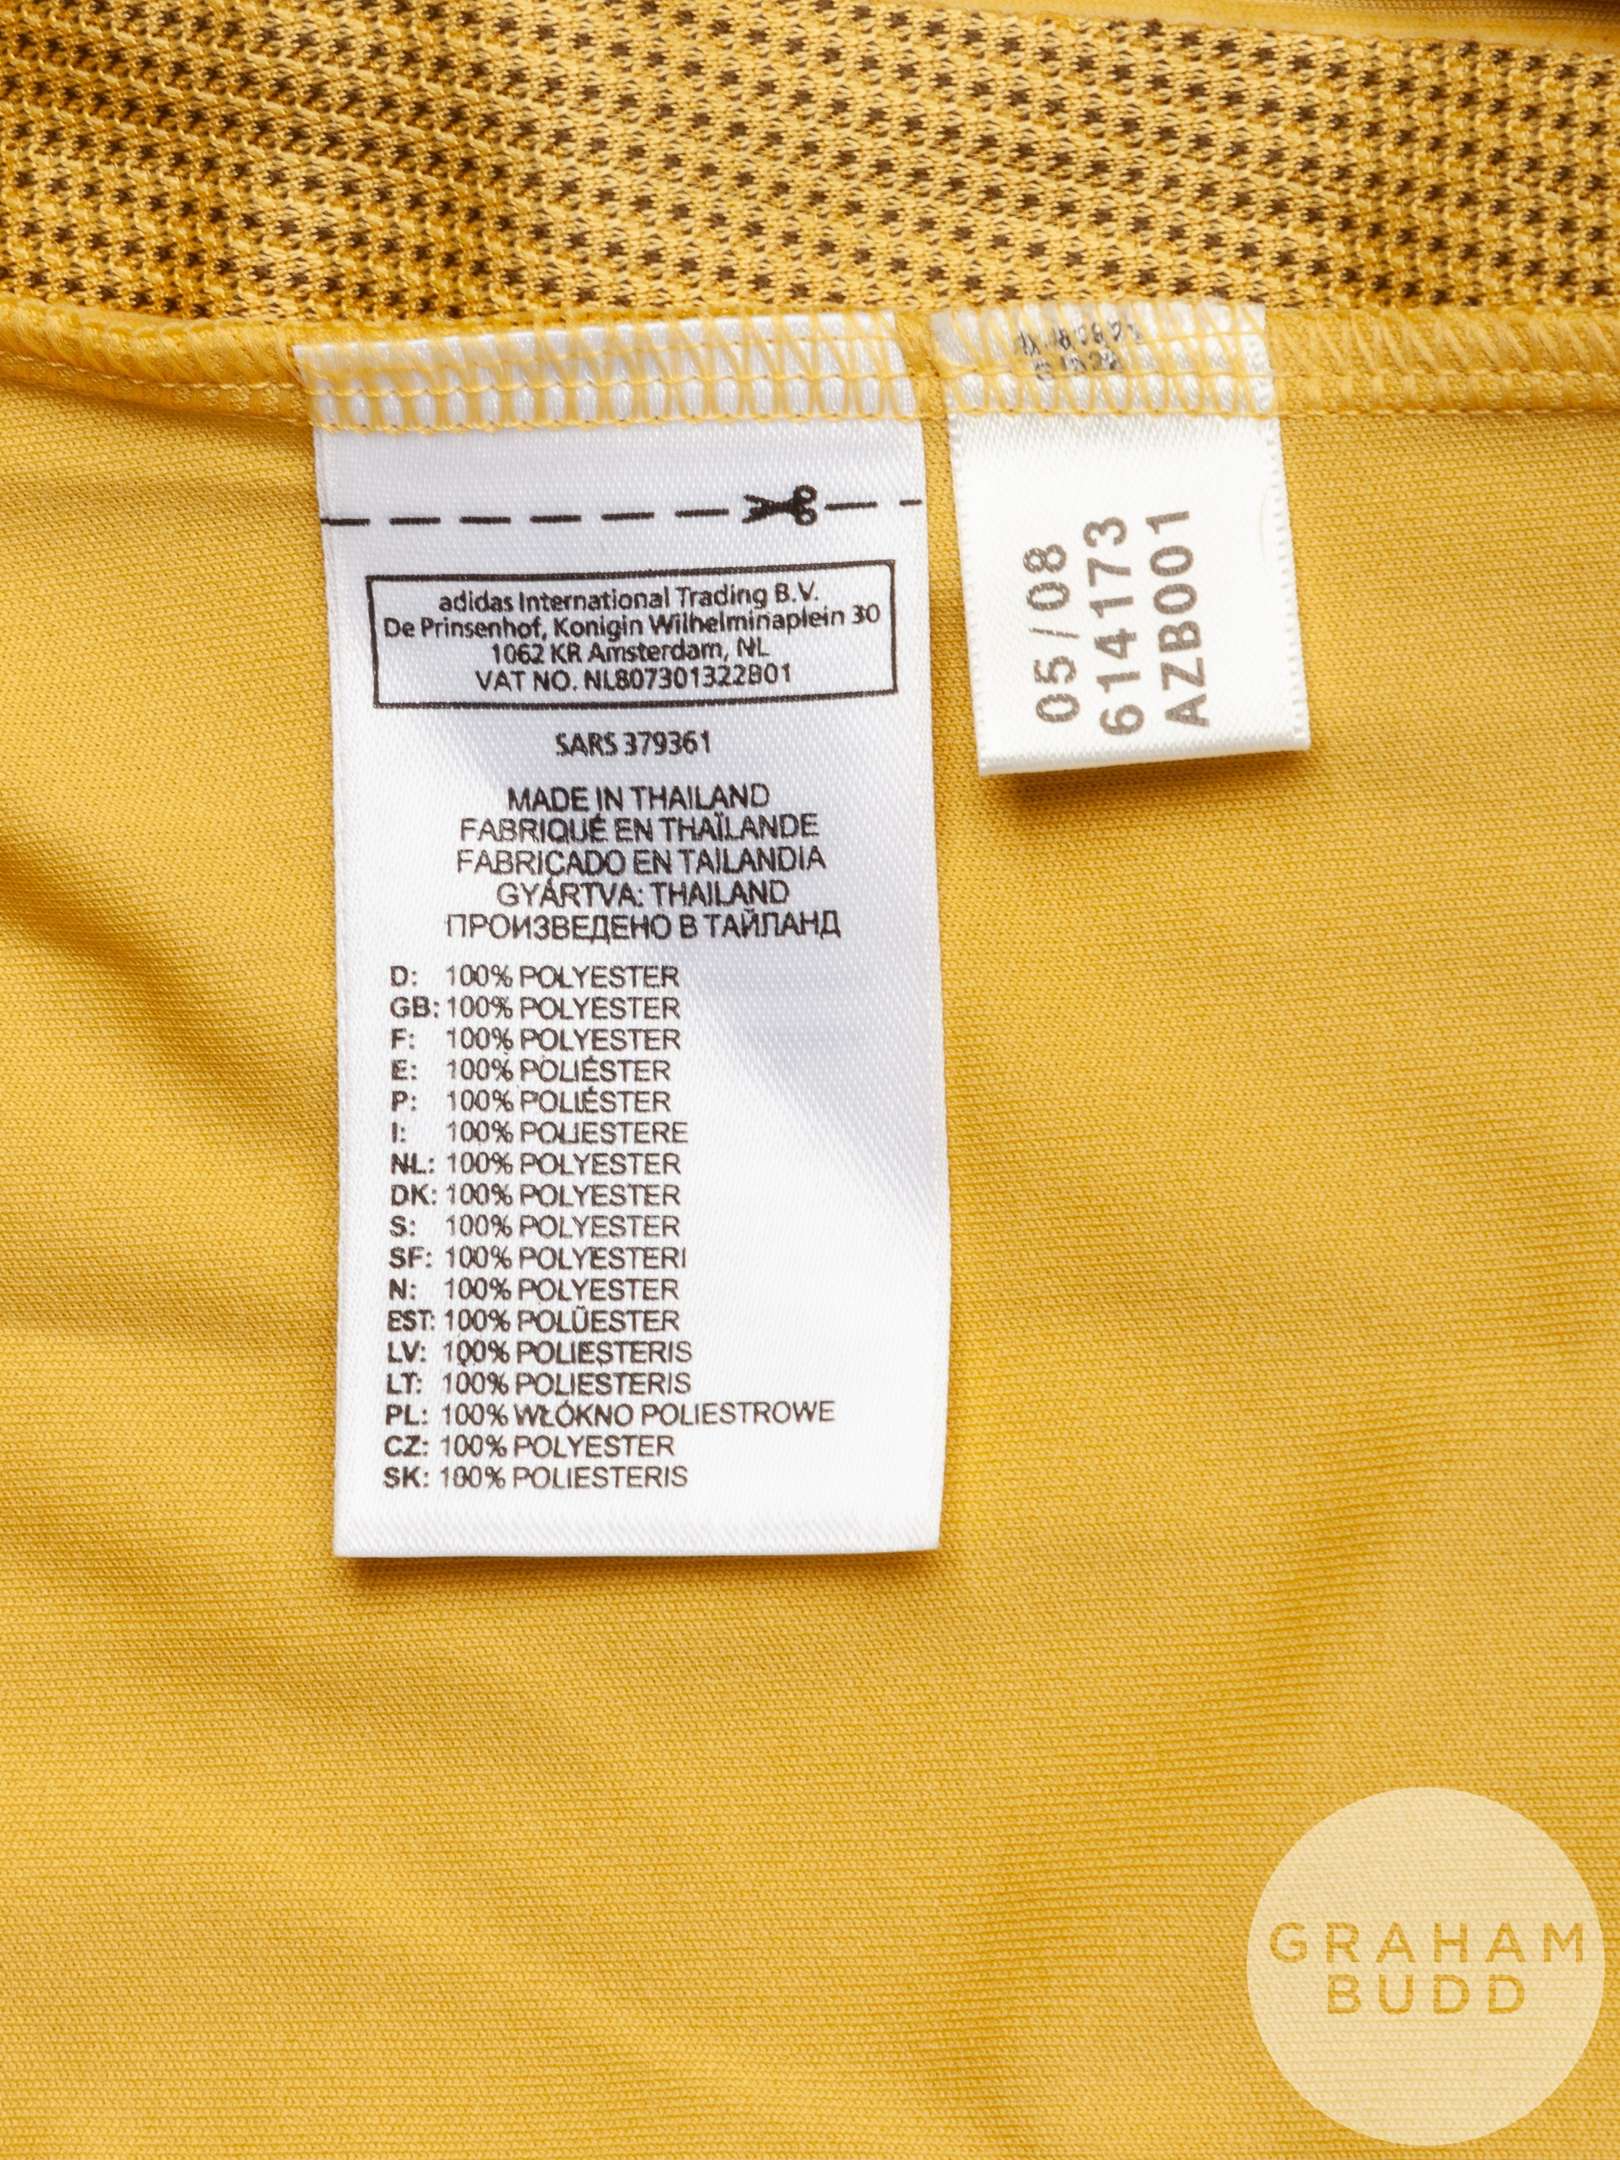 adidas International Trading B.V.
De Prinsenhof, Konigin Wilhelminaplein 30
1062 KR Amsterdam, NL
VAT NO. NL807301322B01
SARS 379361
MADE IN THAILAND
FABRIQUÉ EN THAÏLANDE
FABRICADO EN TAILANDIA
GYÁRTVA: THAILAND
ПРОИЗВЕДЕНО В ТАЙЛАНД
D: 100% POLYESTER
GB: 100% POLYESTER
F: 100% POLYESTER
E: 100% POLIÉSTER
P: 100% POLIÉSTER
I: 100% POLIESTERE
NL: 100% POLYESTER
DK: 100% POLYESTER
S: 100% POLYESTER
SF: 100% POLYESTERI
N: 100% POLYESTER
EST: 100% POLÜESTER
LV: 100% POLIESTERIS
LT: 100% POLIESTERIS
PL: 100% WŁÓKNO POLIESTROWE
CZ: 100% POLYESTER
SK: 100% POLIESTERIS
05/08
614173
AZB001
GRAHAM
BUDD